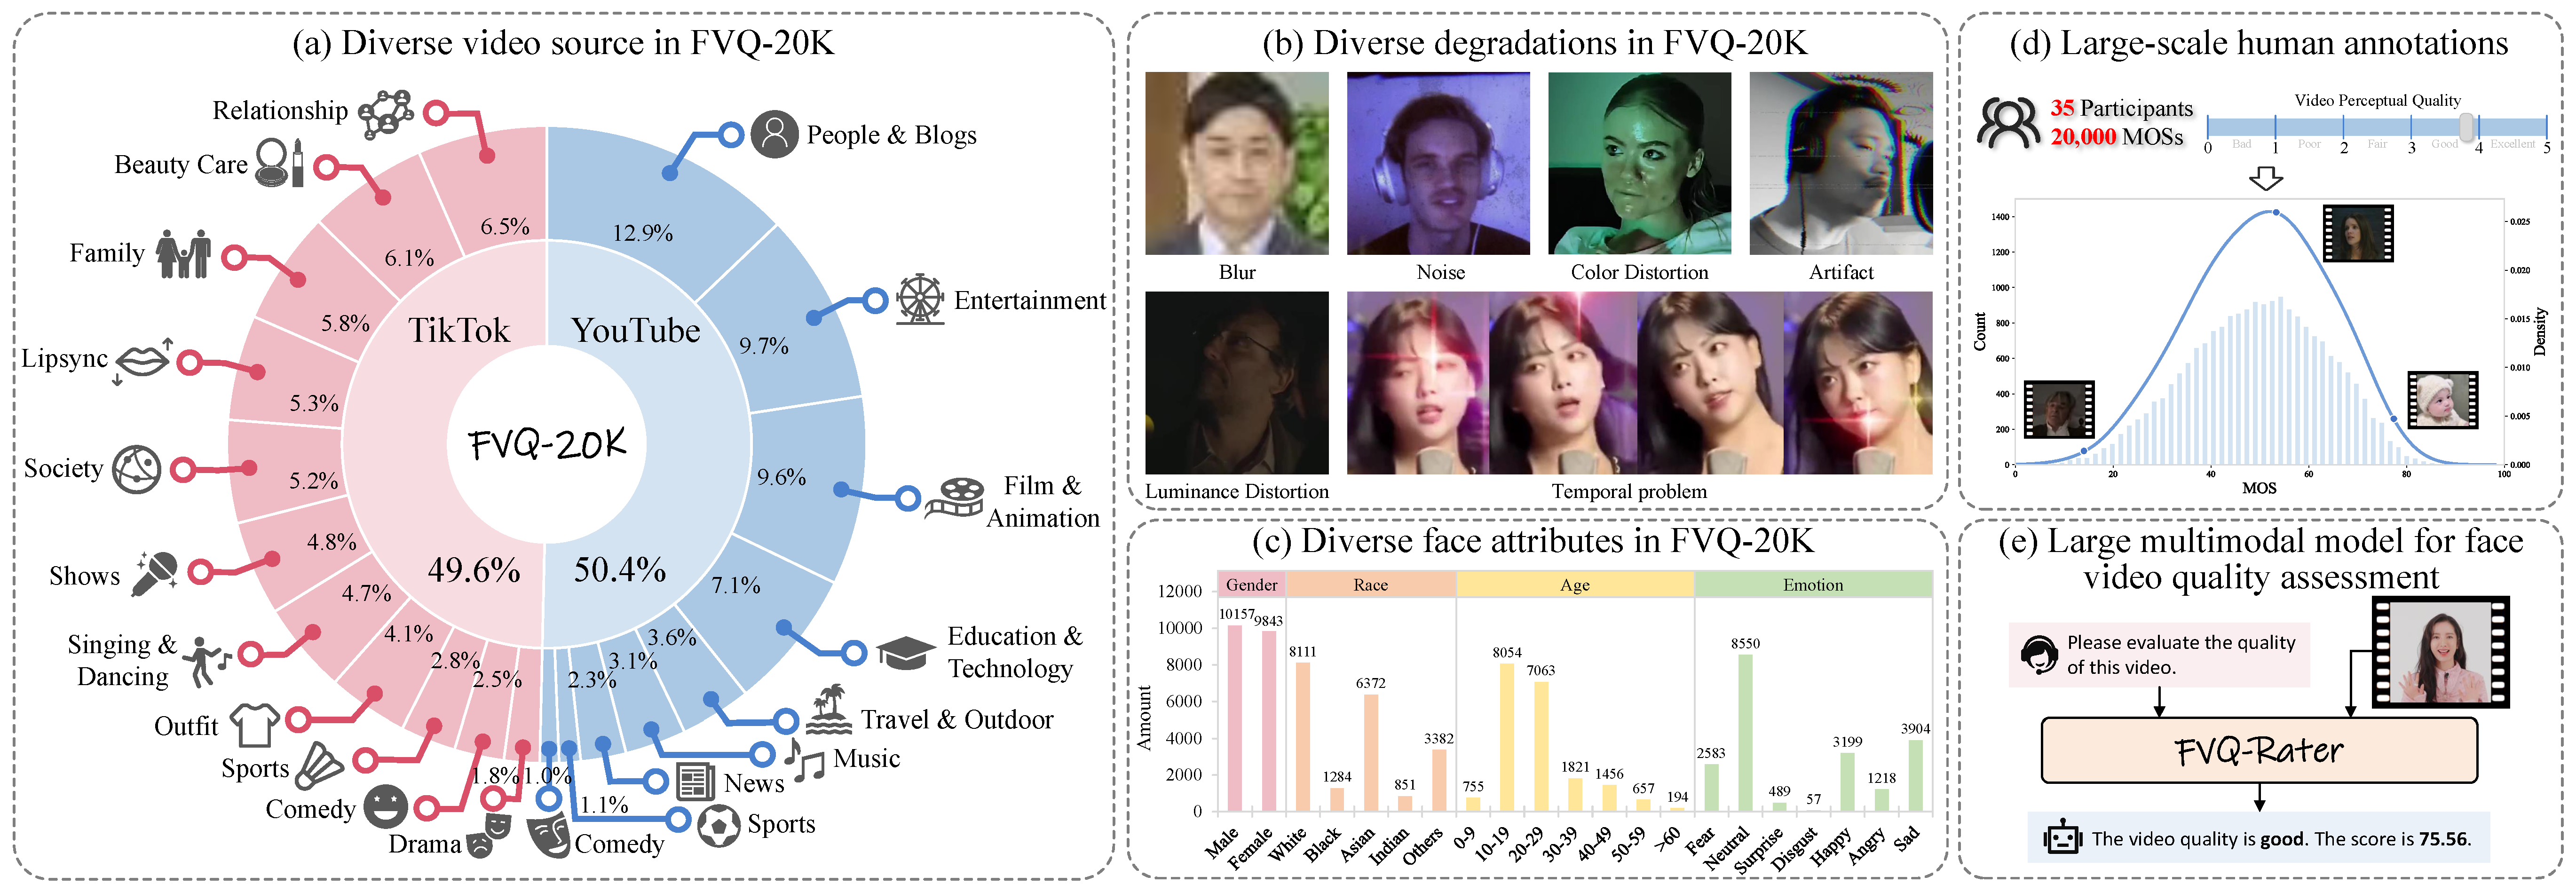 (a) Diverse video source in FVQ-20K
Relationship
Beauty Care
Family
Lipsync
Society
Shows
Singing &
Dancing
Outfit
Sports
Comedy
Drama
6.5%
6.1%
5.8%
5.3%
5.2%
4.8%
4.7%
4.1%
2.8%
2.5%
1.8%
TikTok
49.6%
FVQ-20K
YouTube
50.4%
12.9%
9.7%
9.6%
7.1%
3.6%
3.1%
2.3%
1.1%
1.0%
People & Blogs
Entertainment
Film &
Animation
Education &
Technology
Travel & Outdoor
Music
News
Sports
Comedy
(b) Diverse degradations in FVQ-20K
Blur
Noise
Color Distortion
Artifact
Luminance Distortion
Temporal problem
(c) Diverse face attributes in FVQ-20K
Gender Race Age Emotion
Amount
12000
10000
8000
6000
4000
2000
0
10157 9843 8111 1284 6372 851 3382 755 8054 7063 1821 1456 657 194 2583 8550 489 57 3199 1218 3904
Male Female White Black Asian Indian Others 0-9 10-19 20-29 30-39 40-49 50-59 >60 Fear Neutral Surprise Disgust Happy Angry Sad
(d) Large-scale human annotations
35 Participants
20,000 MOSs
Video Perceptual Quality
0 Bad 1 Poor 2 Fair 3 Good 4 Excellent 5
Count
1400
1200
1000
800
600
400
200
0
Density
0.025
0.020
0.015
0.010
0.005
0.000
0 20 40 60 80 100
MOS
(e) Large multimodal model for face
video quality assessment
Please evaluate the quality
of this video.
FVQ-Rater
The video quality is good. The score is 75.56.